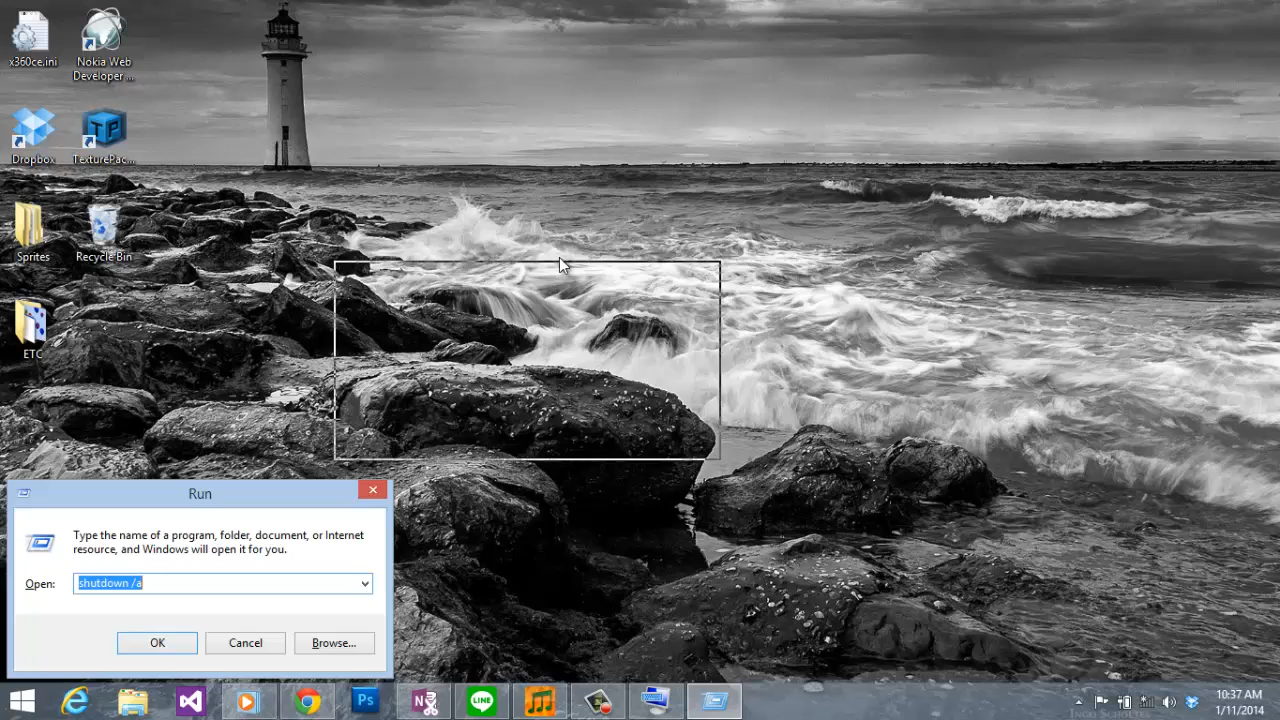 x360ce.ini
Nokia Web
Developer ...
Dropbox
TexturePac...
Sprites
Recycle Bin
ETC
Run
Type the name of a program, folder, document, or Internet
resource, and Windows will open it for you.
Open:
shutdown /a
OK
Cancel
Browse...
Ps
N
LINE
10:37 AM
1/11/2014